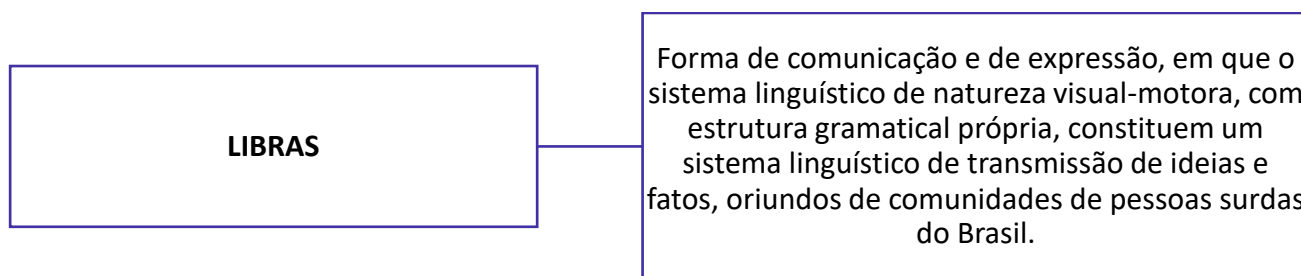 LIBRAS
Forma de comunicação e de expressão, em que o
sistema linguístico de natureza visual-motora, com
estrutura gramatical própria, constituem um
sistema linguístico de transmissão de ideias e
fatos, oriundos de comunidades de pessoas surdas
do Brasil.